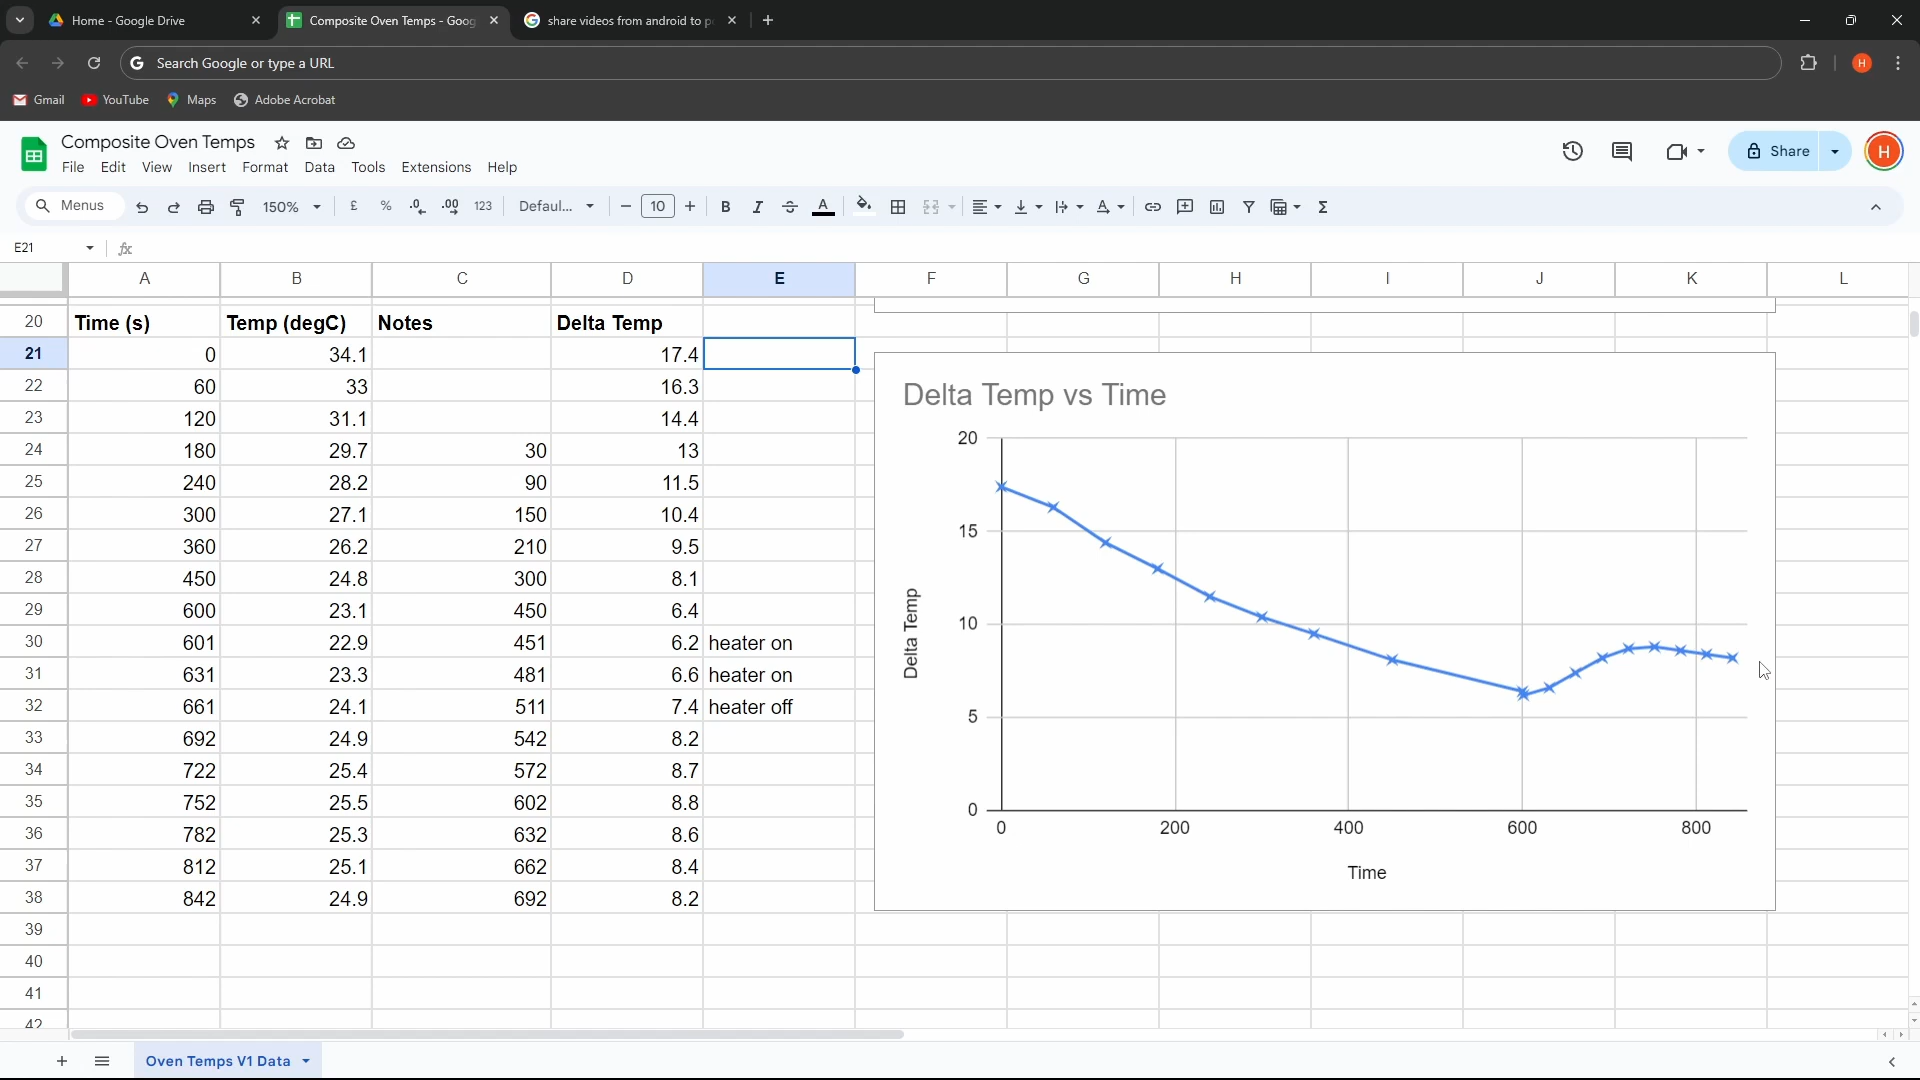 Home - Google Drive
Composite Oven Temps - Goog
share videos from android to p
Search Google or type a URL
Gmail
YouTube
Maps
Adobe Acrobat
Composite Oven Temps
File Edit View Insert Format Data Tools Extensions Help
Share
H
Menus
150%
£ % .0 .00 123
Defaul...
10
B I A
E21
fx
A B C D E F G H I J K L
20 Time (s) Temp (degC) Notes Delta Temp
21 0 34.1 17.4
22 60 33 16.3
23 120 31.1 14.4
24 180 29.7 30 13
25 240 28.2 90 11.5
26 300 27.1 150 10.4
27 360 26.2 210 9.5
28 450 24.8 300 8.1
29 600 23.1 450 6.4
30 601 22.9 451 6.2 heater on
31 631 23.3 481 6.6 heater on
32 661 24.1 511 7.4 heater off
33 692 24.9 542 8.2
34 722 25.4 572 8.7
35 752 25.5 602 8.8
36 782 25.3 632 8.6
37 812 25.1 662 8.4
38 842 24.9 692 8.2
39
40
41
42
Delta Temp vs Time
20
15
10
5
0
Delta Temp
0 200 400 600 800
Time
Oven Temps V1 Data